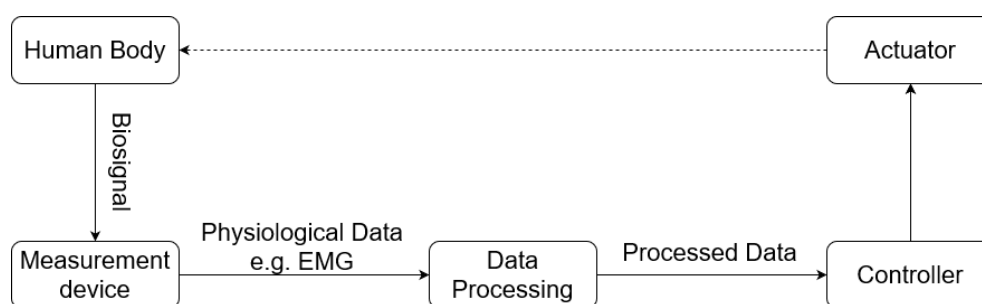 Human Body
Actuator
Biosignal
Measurement
device
Physiological Data
e.g. EMG
Data
Processing
Processed Data
Controller